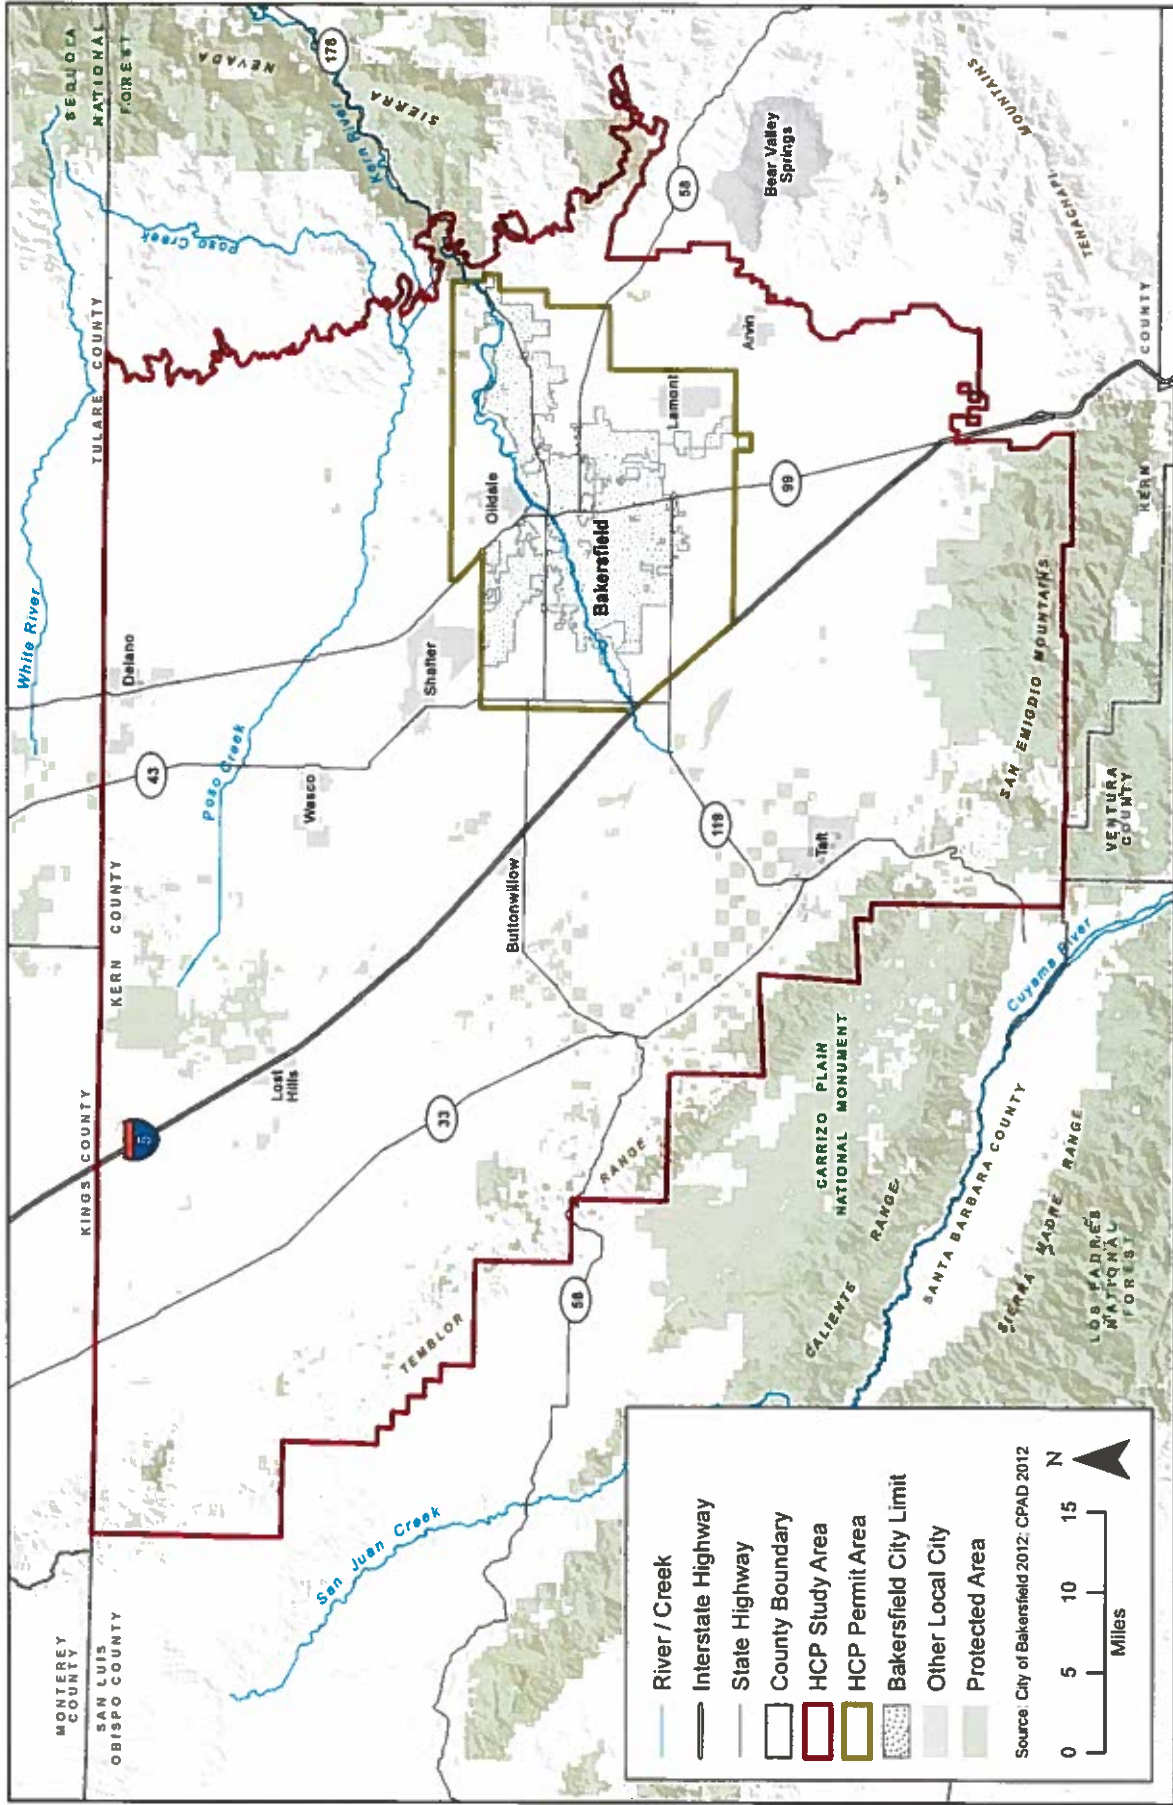 MONTEREY
COUNTY
SAN LUIS
OBISPO COUNTY
KINGS COUNTY
KERN COUNTY
TULARE COUNTY
White River
SEQUOIA
NATIONAL
FOREST
NEVADA
SIERRA
178
Kern River
Poso Creek
Delano
43
Poso Creek
Wasco
Shafter
5
Lost
Hills
33
San Juan Creek
TEMBLOR
RANGE
58
Buttonwillow
Oildale
Bakersfield
Lamont
Arvin
58
Bear Valley
Springs
TEHACHAPI
MOUNTAINS
99
119
Taft
CARRIZO PLAIN
NATIONAL MONUMENT
CALIENTE
RANGE
SANTA BARBARA COUNTY
Cuyama River
SIERRA MADRE RANGE
LOS PADRES
NATIONAL
FOREST
SAN EMIGDIO MOUNTAINS
VENTURA
COUNTY
KERN
COUNTY
River / Creek
Interstate Highway
State Highway
County Boundary
HCP Study Area
HCP Permit Area
Bakersfield City Limit
Other Local City
Protected Area
Source: City of Bakersfield 2012; CPAD 2012
0 5 10 15
Miles
N